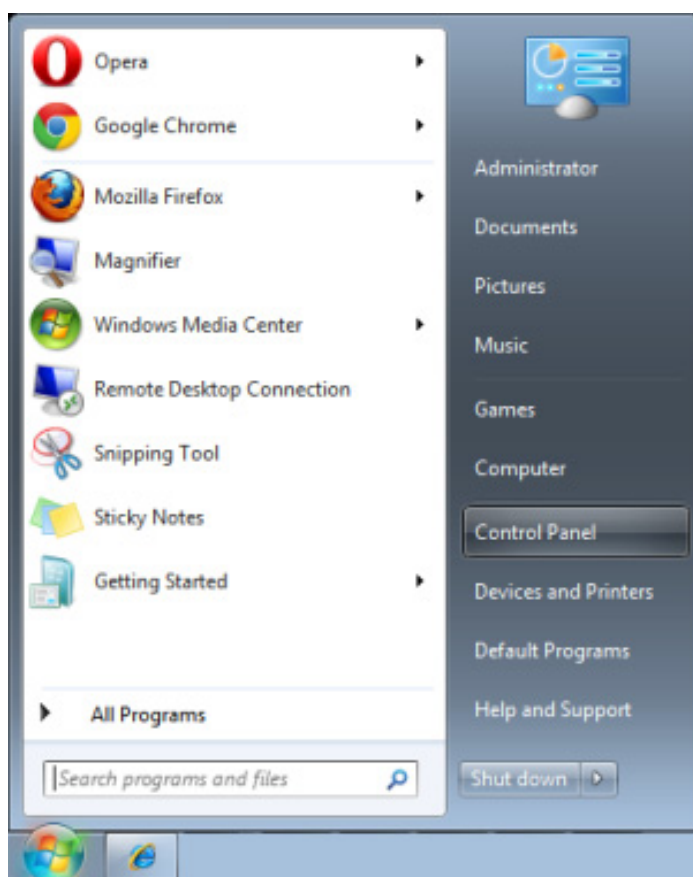 Opera
Google Chrome
Mozilla Firefox
Magnifier
Windows Media Center
Remote Desktop Connection
Snipping Tool
Sticky Notes
Getting Started
All Programs
Search programs and files
Administrator
Documents
Pictures
Music
Games
Computer
Control Panel
Devices and Printers
Default Programs
Help and Support
Shut down